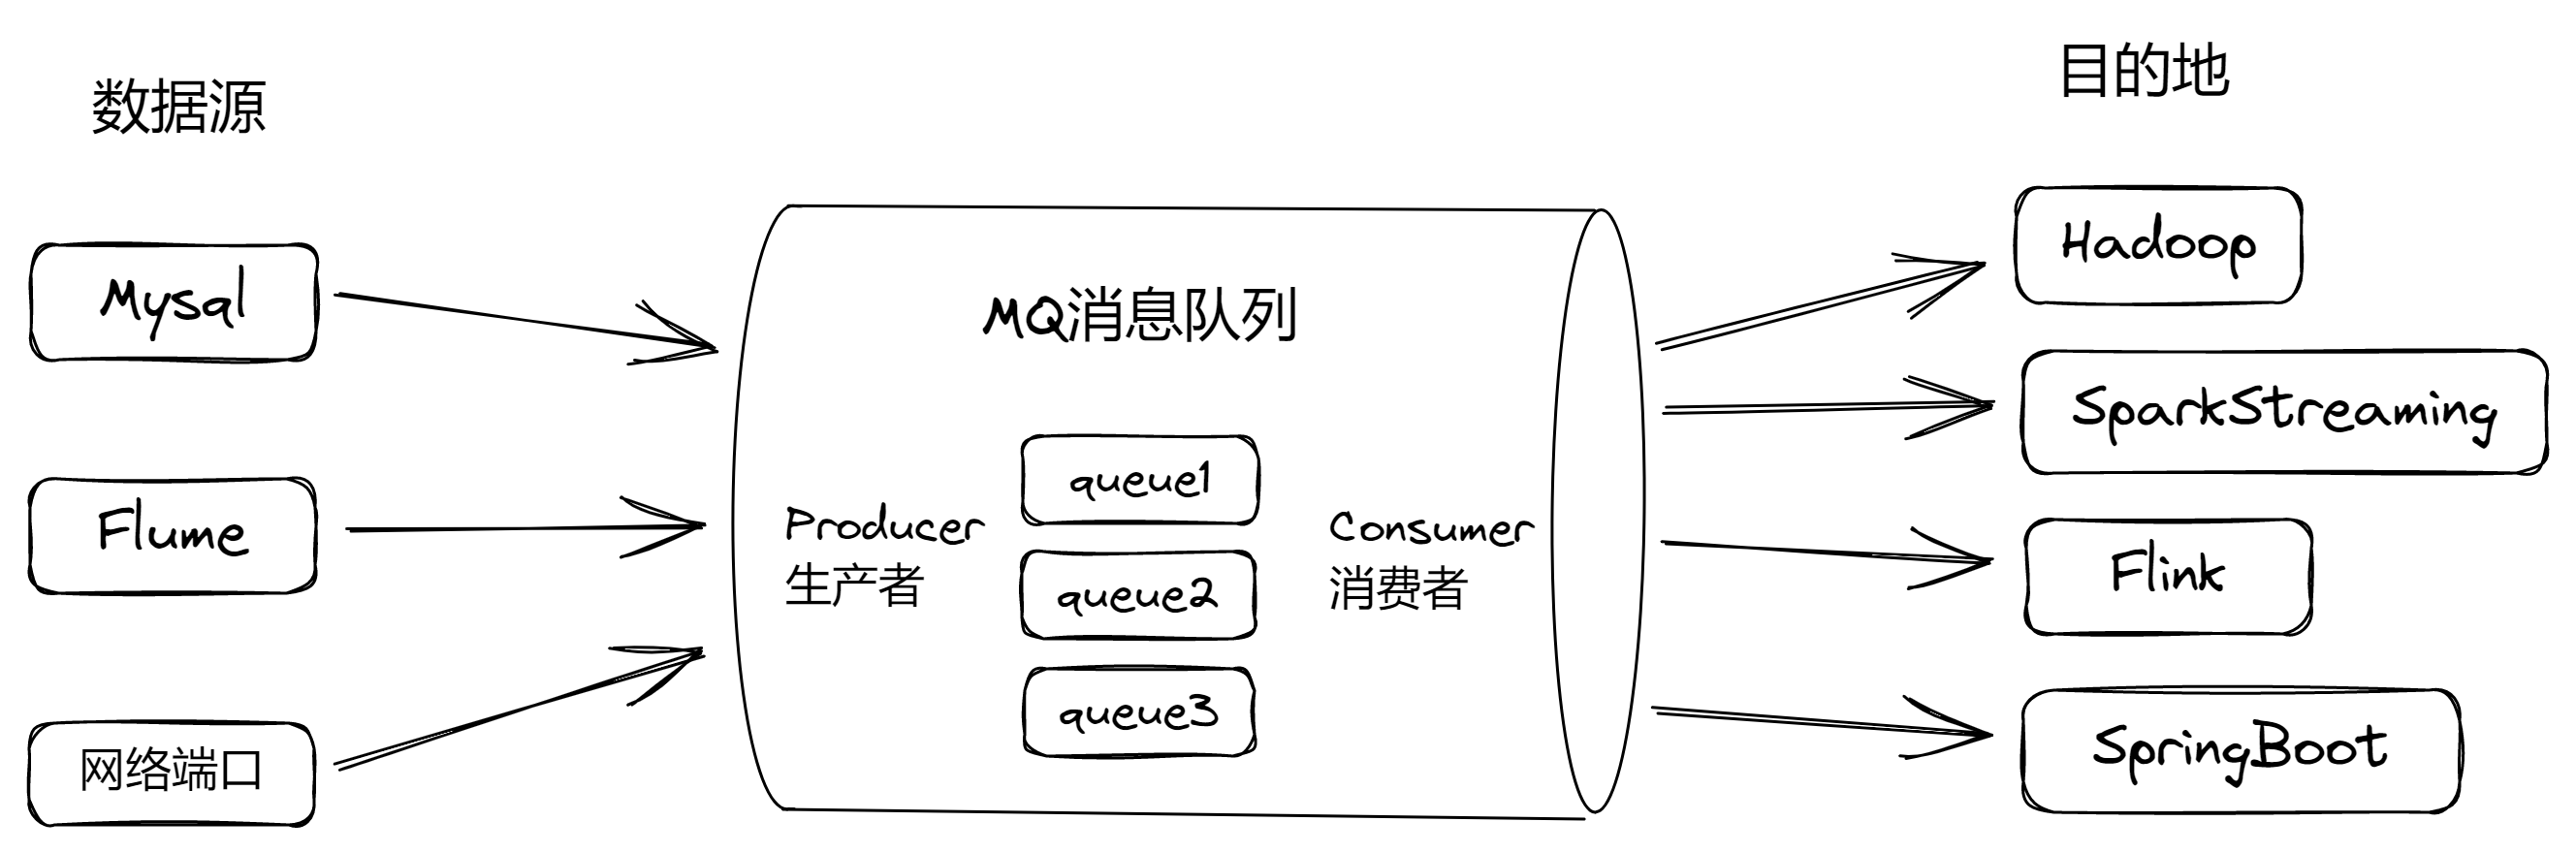 数据源
Mysal
Flume
网络端口
MQ消息队列
Producer
生产者
queue1
queue2
queue3
Consumer
消费者
目的地
Hadoop
SparkStreaming
Flink
SpringBoot